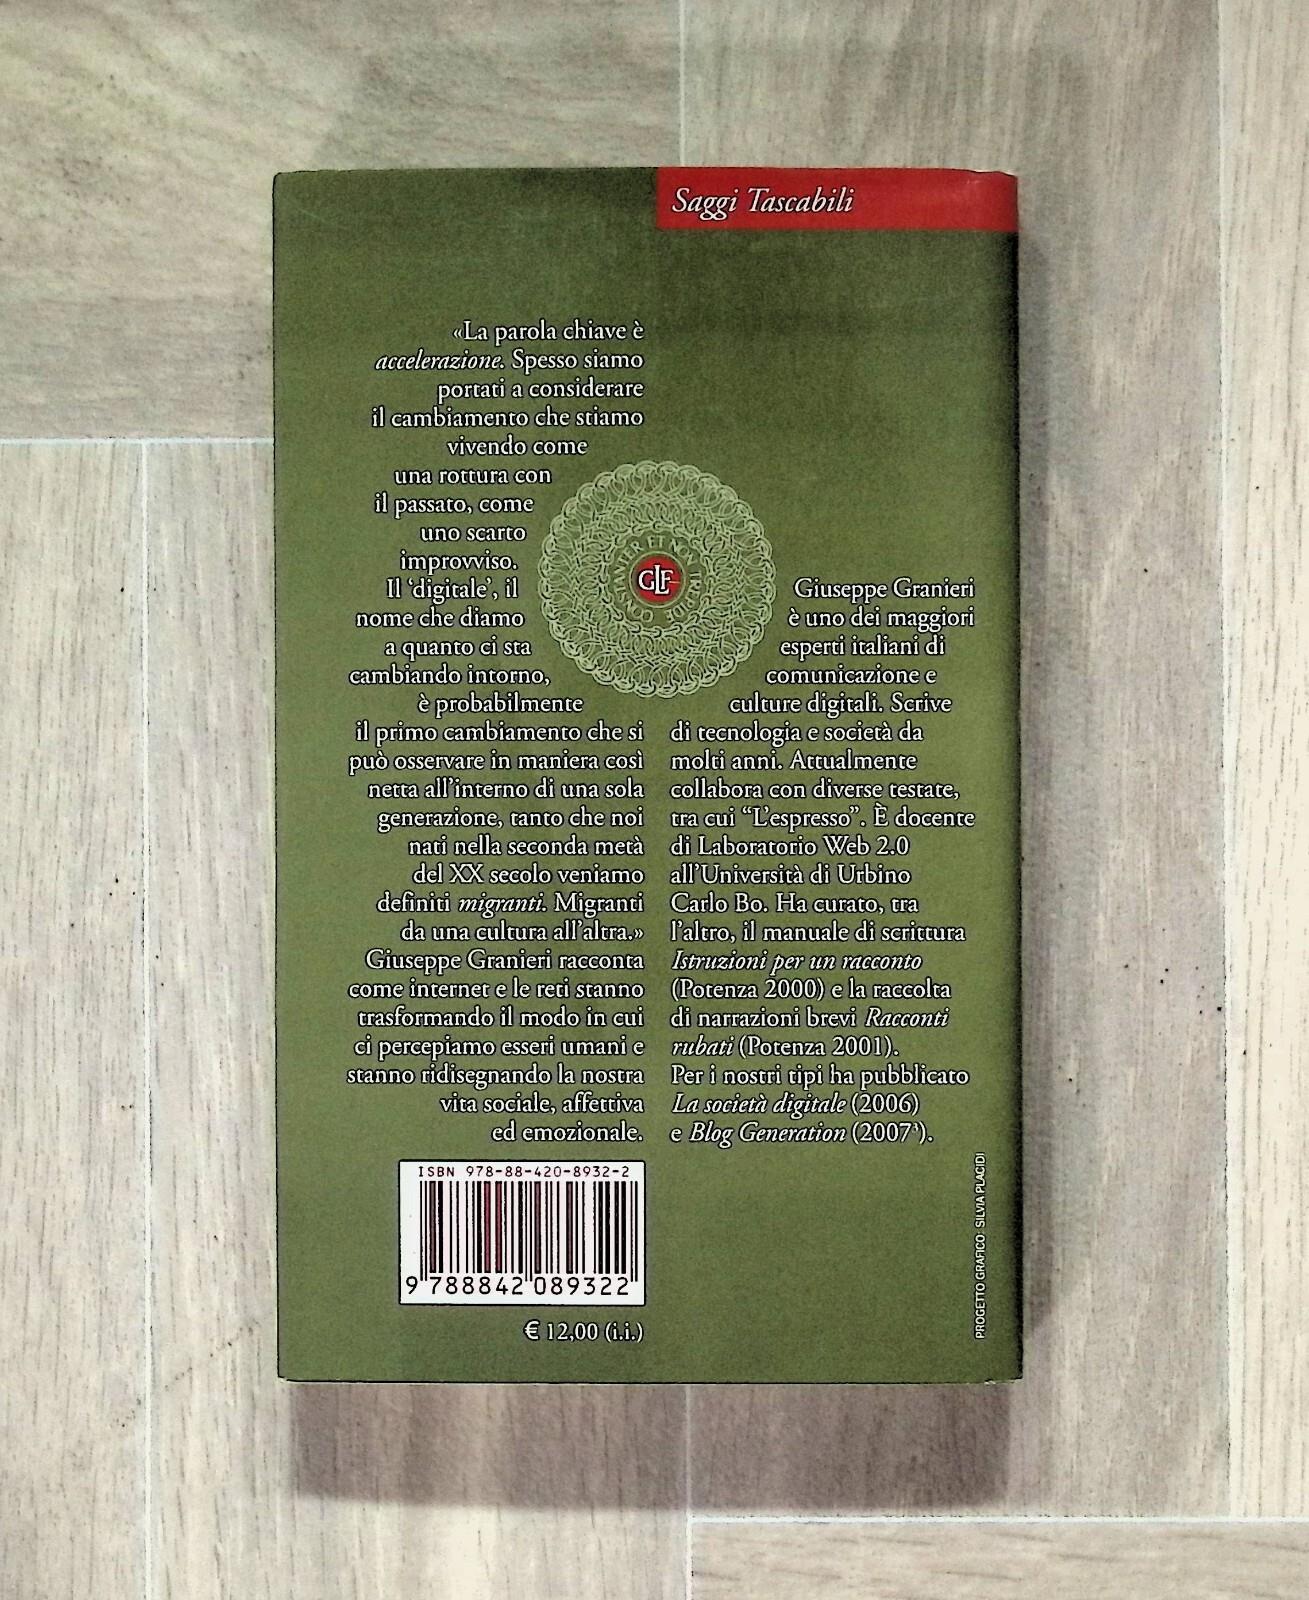 Saggi Tascabili
«La parola chiave è
accelerazione. Spesso siamo
portati a considerare
il cambiamento che stiamo
vivendo come
una rottura con
il passato, come
uno scarto
improvviso.
Il ‘digitale’, il
nome che diamo
a quanto ci sta
cambiando intorno,
è probabilmente
il primo cambiamento che si
può osservare in maniera così
netta all’interno di una sola
generazione, tanto che noi
nati nella seconda metà
del XX secolo veniamo
definiti migranti. Migranti
da una cultura all’altra.»
Giuseppe Granieri racconta
come internet e le reti stanno
trasformando il modo in cui
ci percepiamo esseri umani e
stanno ridisegnando la nostra
vita sociale, affettiva
ed emozionale.
GLF
Giuseppe Granieri
è uno dei maggiori
esperti italiani di
comunicazione e
culture digitali. Scrive
di tecnologia e società da
molti anni. Attualmente
collabora con diverse testate,
tra cui “L’espresso”. È docente
di Laboratorio Web 2.0
all’Università di Urbino
Carlo Bo. Ha curato, tra
l’altro, il manuale di scrittura
Istruzioni per un racconto
(Potenza 2000) e la raccolta
di narrazioni brevi Racconti
rubati (Potenza 2001).
Per i nostri tipi ha pubblicato
La società digitale (2006)
e Blog Generation (2007³).
ISBN 978-88-420-8932-2
9 788842 089322
€ 12,00 (i.i.)
PROGETTO GRAFICO: SILVIA PLACIDI